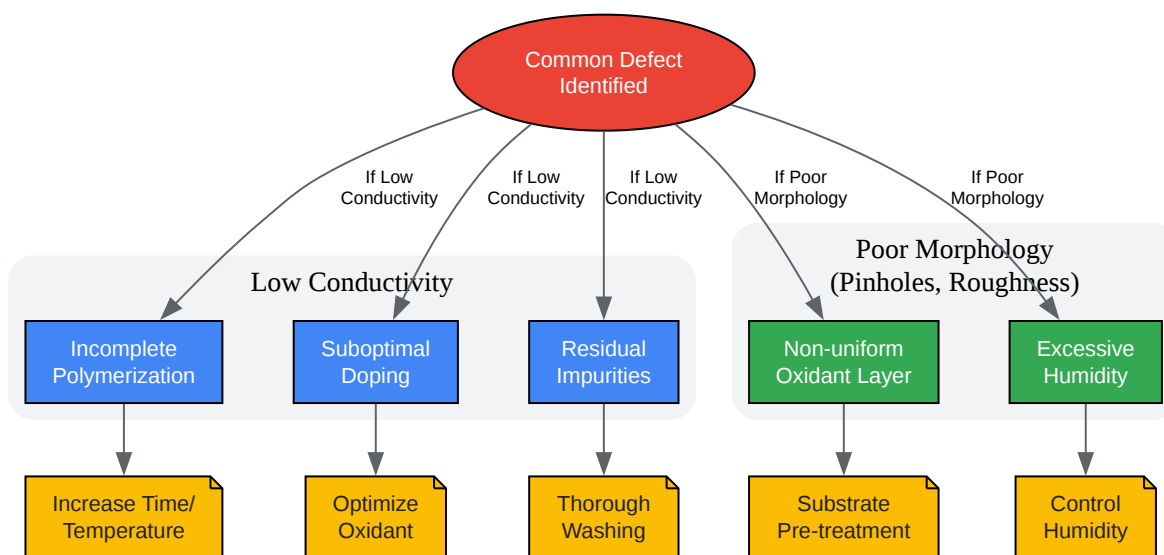 Common Defect
Identified
If Low
Conductivity
If Low
Conductivity
If Low
Conductivity
If Poor
Morphology
If Poor
Morphology
Low Conductivity
Poor Morphology
(Pinholes, Roughness)
Incomplete
Polymerization
Suboptimal
Doping
Residual
Impurities
Non-uniform
Oxidant Layer
Excessive
Humidity
Increase Time/
Temperature
Optimize
Oxidant
Thorough
Washing
Substrate
Pre-treatment
Control
Humidity